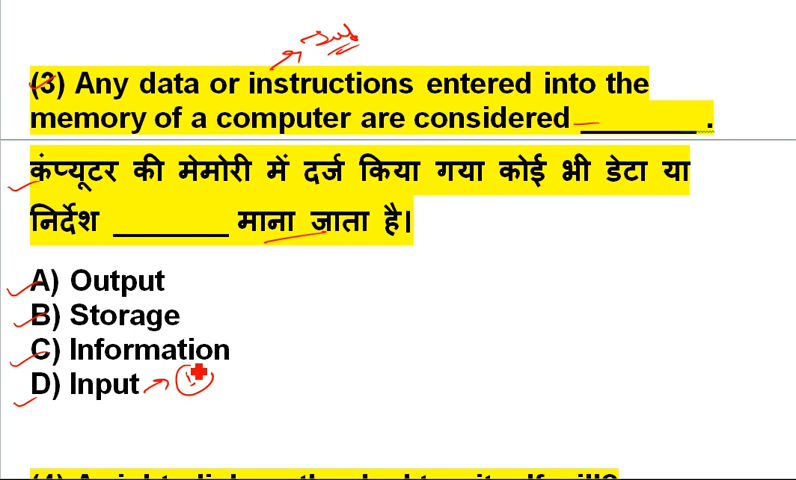 (3) Any data or instructions entered into the
memory of a computer are considered _______ .
कंप्यूटर की मेमोरी में दर्ज किया गया कोई भी डेटा या
निर्देश _______ माना जाता है।
A) Output
B) Storage
C) Information
D) Input